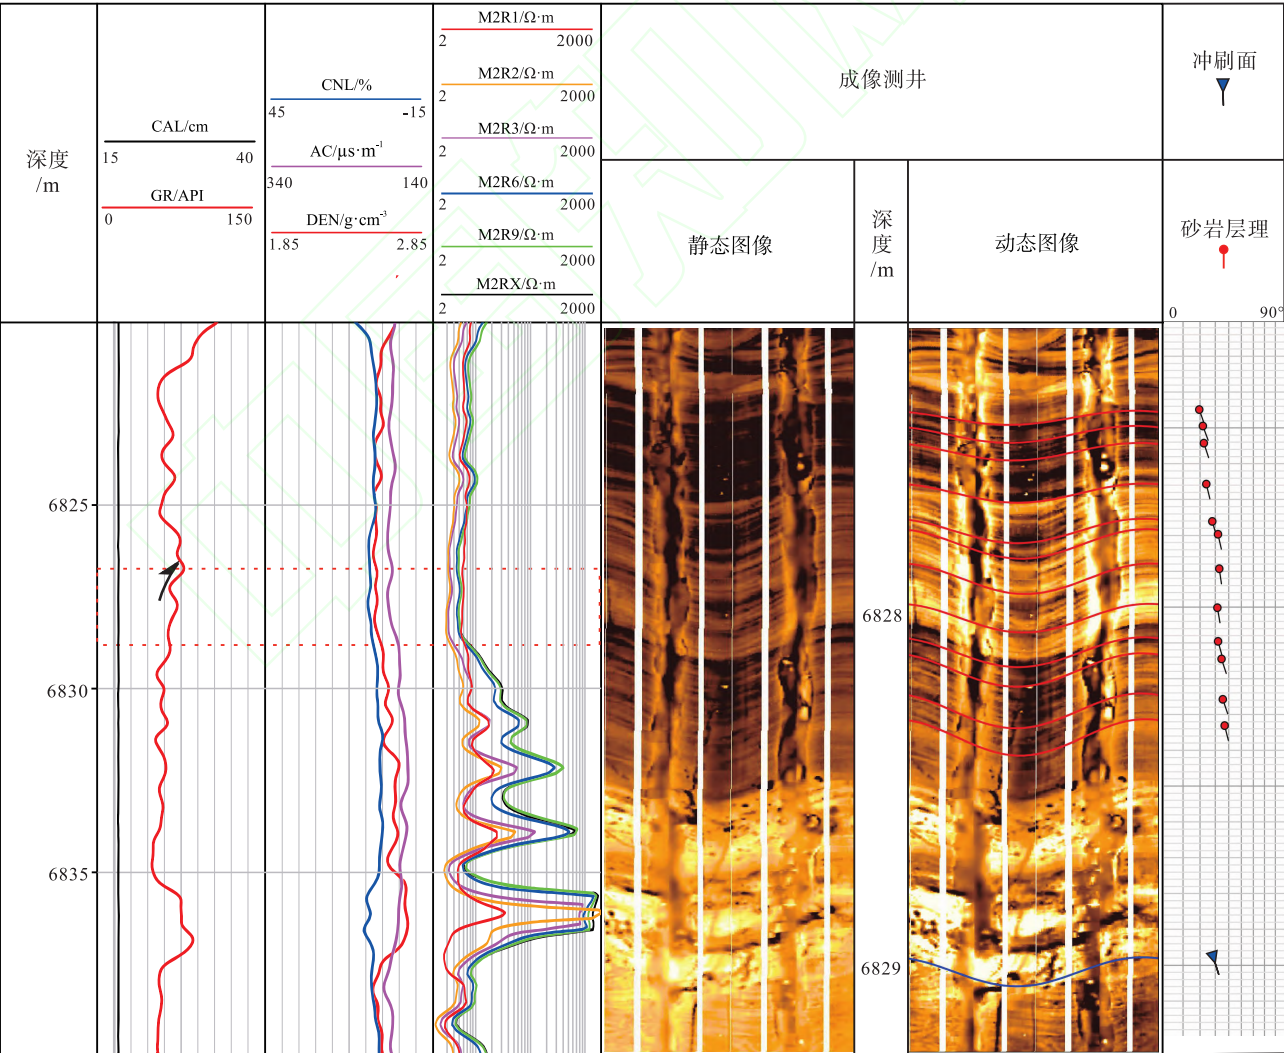 深度
/m
CAL/cm
15 40
GR/API
0 150
CNL/%
45 -15
AC/μs·m⁻¹
340 140
DEN/g·cm⁻³
1.85 2.85
M2R1/Ω·m
2 2000
M2R2/Ω·m
2 2000
M2R3/Ω·m
2 2000
M2R6/Ω·m
2 2000
M2R9/Ω·m
2 2000
M2RX/Ω·m
2 2000
成像测井
静态图像
深
度
/m
动态图像
冲刷面
砂岩层理
0 90°
6825
6830
6835
6828
6829